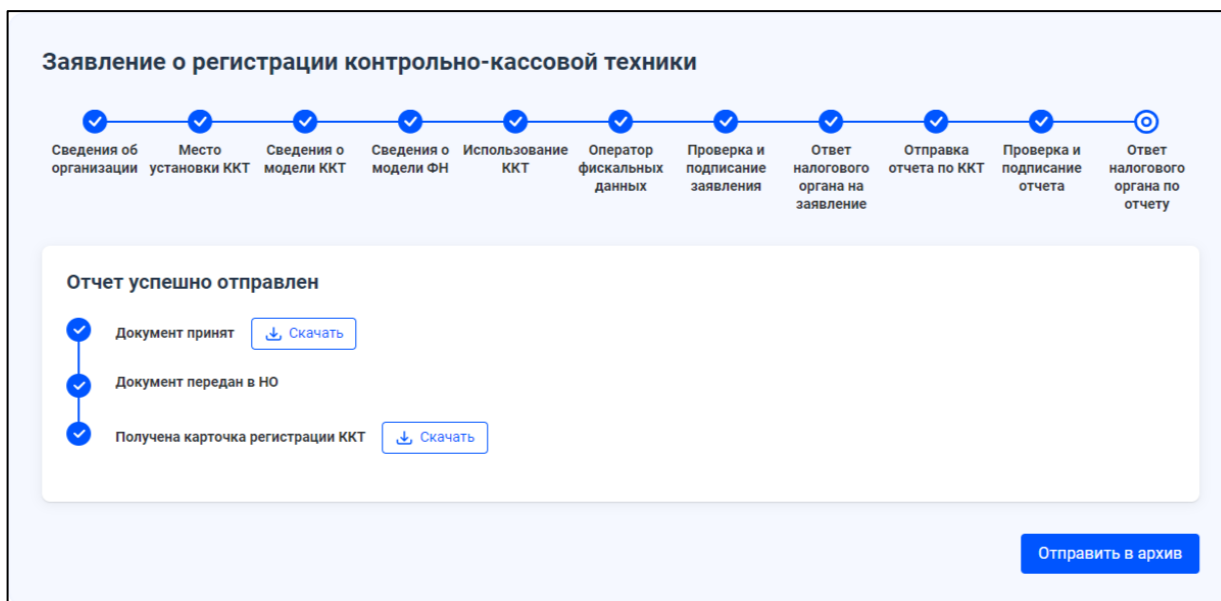 Заявление о регистрации контрольно-кассовой техники
Сведения об организации
Место установки ККТ
Сведения о модели ККТ
Сведения о модели ФН
Использование ККТ
Оператор фискальных данных
Проверка и подписание заявления
Ответ налогового органа на заявление
Отправка отчета по ККТ
Проверка и подписание отчета
Ответ налогового органа по отчету
Отчет успешно отправлен
Документ принят Скачать
Документ передан в НО
Получена карточка регистрации ККТ Скачать
Отправить в архив